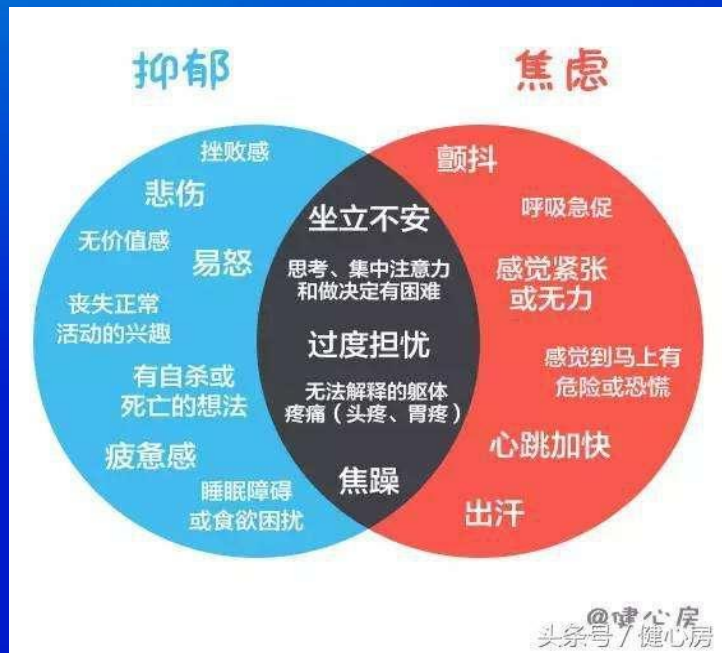 抑郁
焦虑
挫败感
悲伤
无价值感
易怒
丧失正常
活动的兴趣
有自杀或
死亡的想法
疲惫感
睡眠障碍
或食欲困扰
坐立不安
思考、集中注意力
和做决定有困难
过度担忧
无法解释的躯体
疼痛（头疼、胃疼）
焦躁
颤抖
呼吸急促
感觉紧张
或无力
感觉到马上有
危险或恐慌
心跳加快
出汗
@健心房
头条号 / 健心房